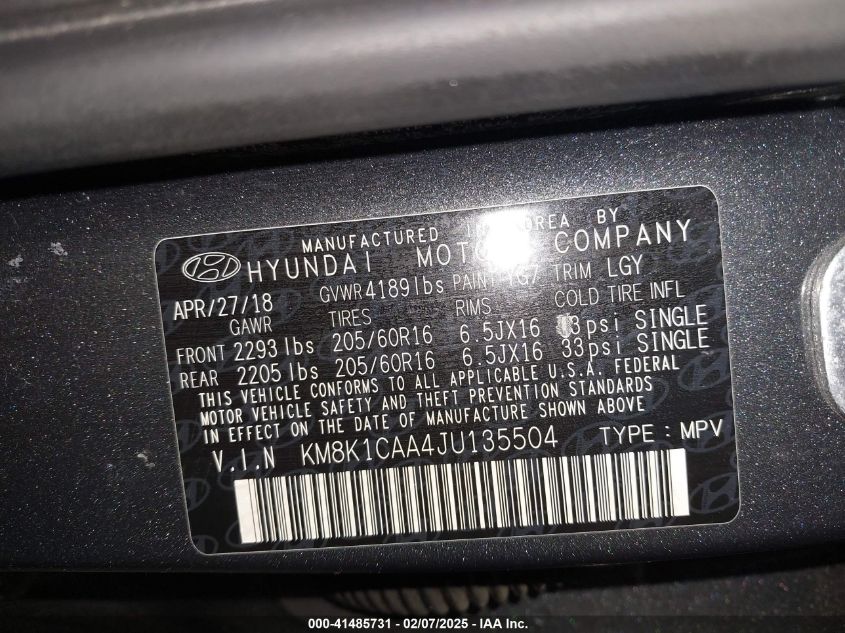 MANUFACTURED IN KOREA BY
HYUNDAI MOTOR COMPANY
APR/27/18 GVWR 4189 lbs PAINT YG7 TRIM LGY
GAWR TIRES RIMS COLD TIRE INFL
FRONT 2293 lbs 205/60R16 6.5JX16 33psi SINGLE
REAR 2205 lbs 205/60R16 6.5JX16 33psi SINGLE
THIS VEHICLE CONFORMS TO ALL APPLICABLE U.S.A. FEDERAL
MOTOR VEHICLE SAFETY AND THEFT PREVENTION STANDARDS
IN EFFECT ON THE DATE OF MANUFACTURE SHOWN ABOVE
V.I.N KM8K1CAA4JU135504 TYPE : MPV
000-41485731 - 02/07/2025 - IAA, Inc.